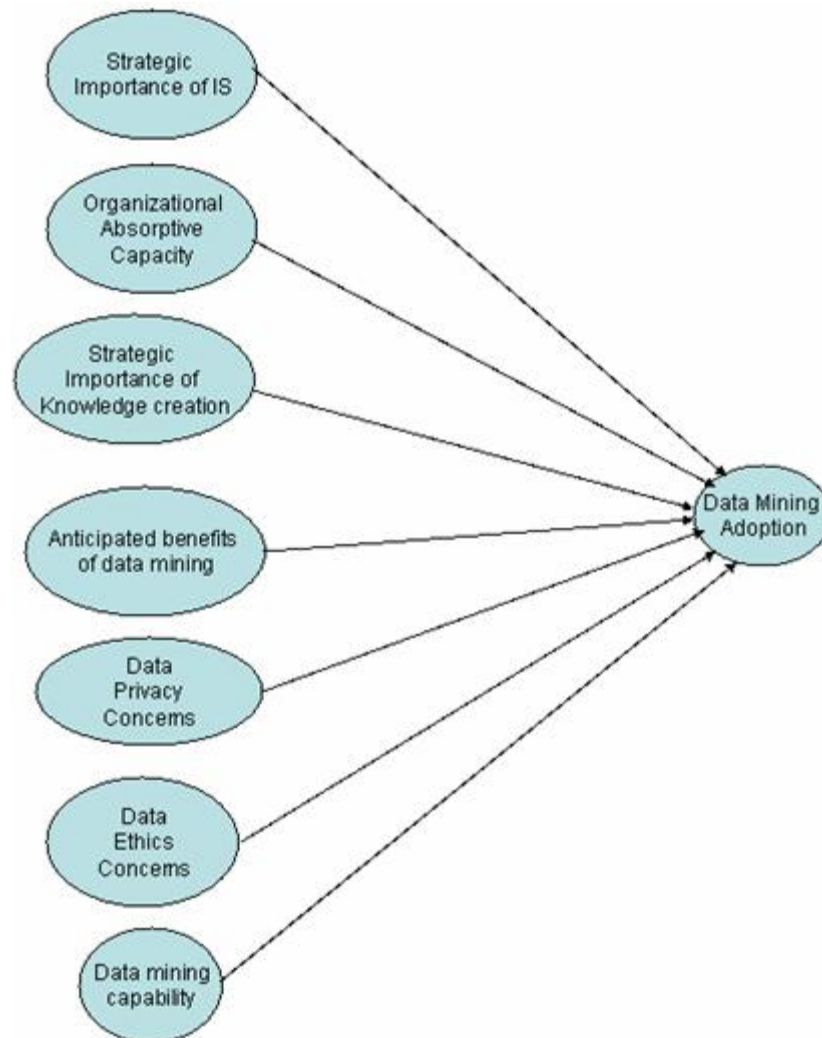 Strategic
Importance of IS
Organizational
Absorptive
Capacity
Strategic
Importance of
Knowledge creation
Anticipated benefits
of data mining
Data
Privacy
Concerns
Data
Ethics
Concerns
Data mining
capability
Data Mining
Adoption